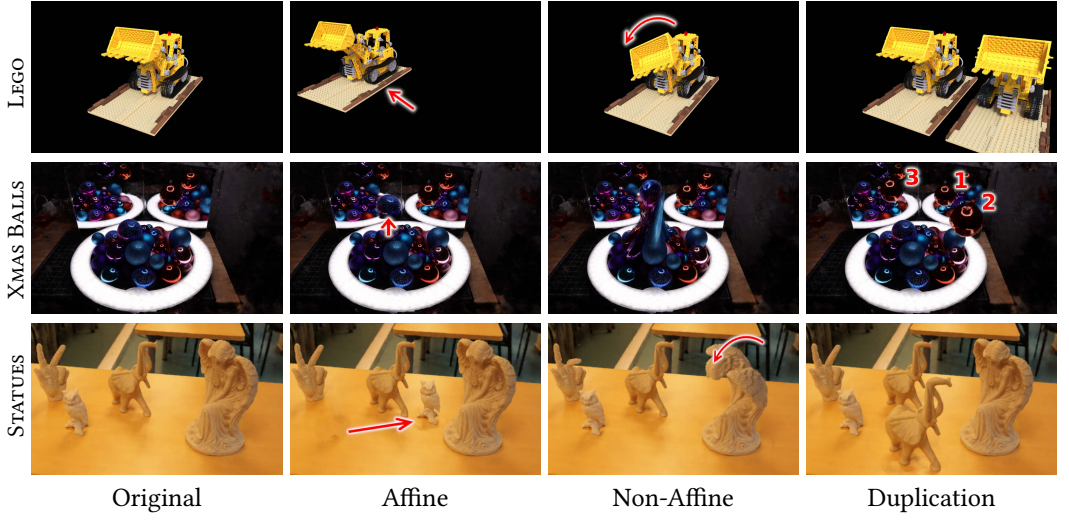 LEGO
XMAS BALLS
3
1
2
STATUES
Original
Affine
Non-Affine
Duplication